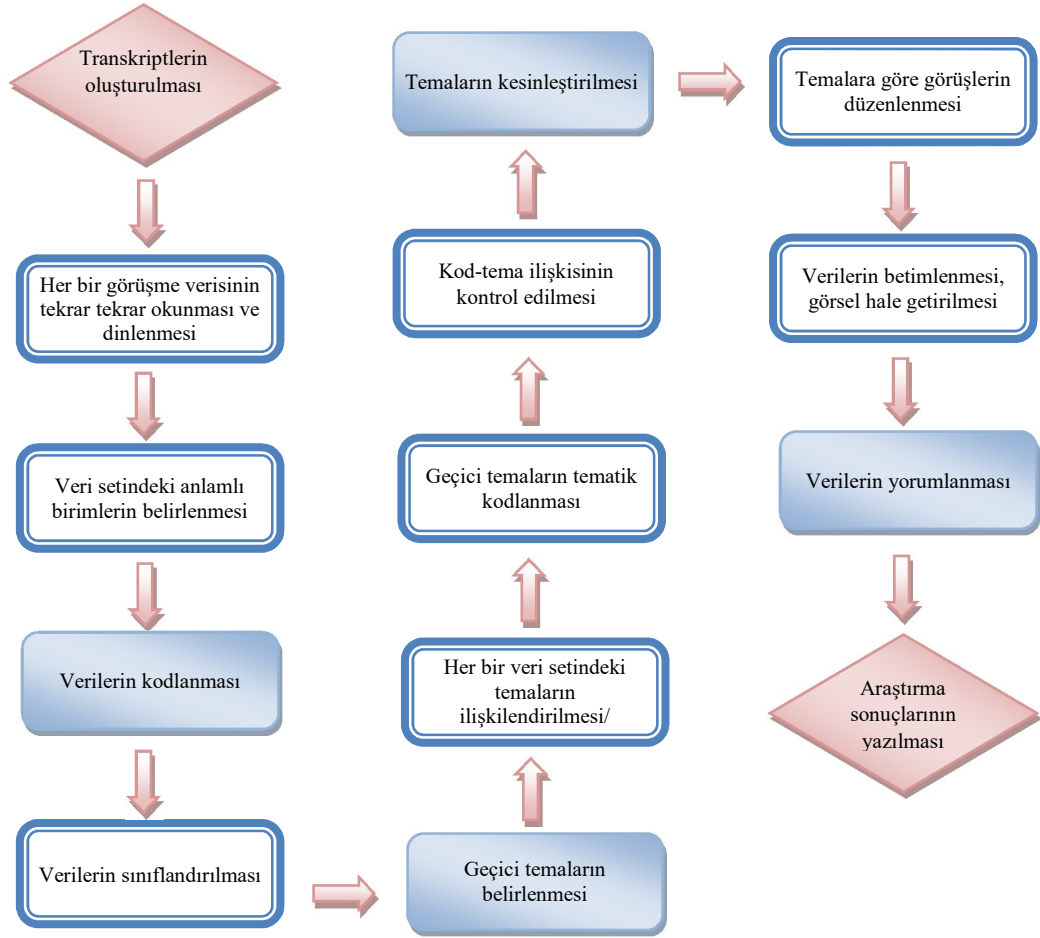 Transkriptlerin
oluşturulması
Her bir görüşme verisinin
tekrar tekrar okunması ve
dinlenmesi
Veri setindeki anlamlı
birimlerin belirlenmesi
Verilerin kodlanması
Verilerin sınıflandırılması
Geçici temaların
belirlenmesi
Her bir veri setindeki
temaların
ilişkilendirilmesi/
Geçici temaların tematik
kodlanması
Kod-tema ilişkisinin
kontrol edilmesi
Temaların kesinleştirilmesi
Temalara göre görüşlerin
düzenlenmesi
Verilerin betimlenmesi,
görsel hale getirilmesi
Verilerin yorumlanması
Araştırma
sonuçlarının
yazılması